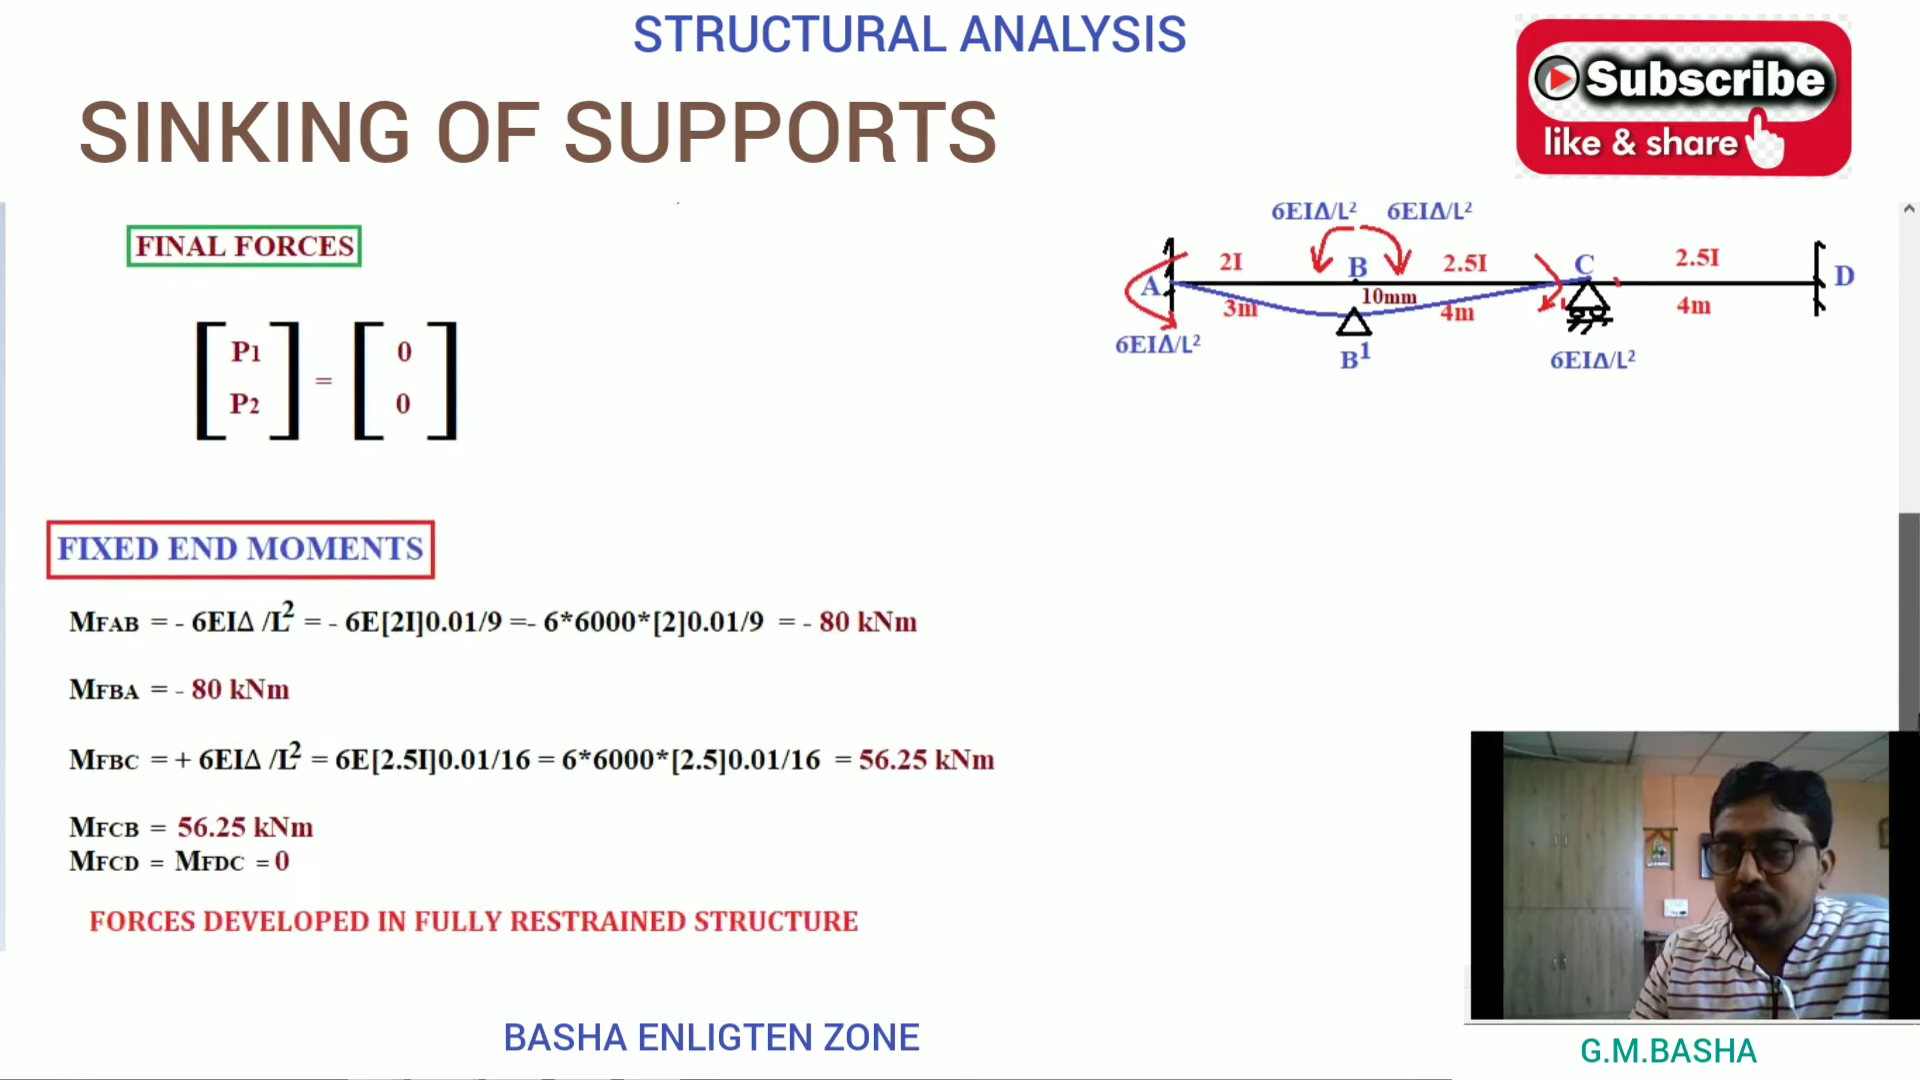 STRUCTURAL ANALYSIS
SINKING OF SUPPORTS
Subscribe
like & share
FINAL FORCES
P1 = 0
P2 0
6EIΔ/L² 6EIΔ/L²
2I B 2.5I C 2.5I
A 10mm D
3m 4m 4m
6EIΔ/L² B¹ 6EIΔ/L²
FIXED END MOMENTS
MFAB = - 6EIΔ /L² = - 6E[2I]0.01/9 =- 6*6000*[2]0.01/9 = - 80 kNm
MFBA = - 80 kNm
MFBC = + 6EIΔ /L² = 6E[2.5I]0.01/16 = 6*6000*[2.5]0.01/16 = 56.25 kNm
MFCB = 56.25 kNm
MFCD = MFDC = 0
FORCES DEVELOPED IN FULLY RESTRAINED STRUCTURE
BASHA ENLIGTEN ZONE
G.M.BASHA